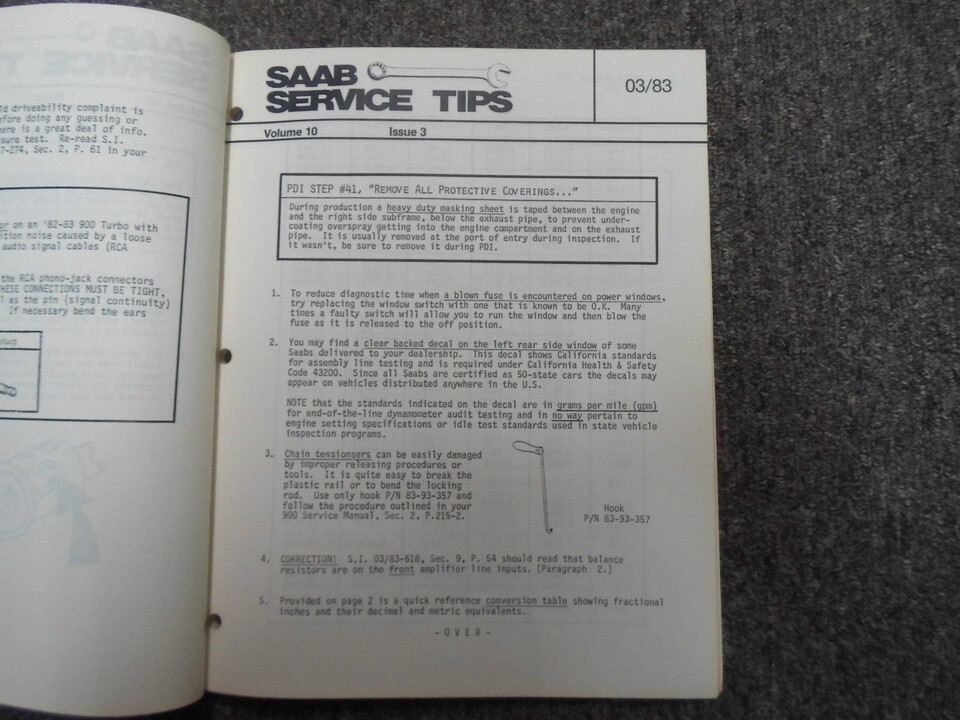 ld driveability complaint is
efore doing any guessing or
here is a great deal of info.
sure test. Re-read S.I.
7-274, Sec. 2, P. 61 in your
or on an '82-83 900 Turbo with
ition noise caused by a loose
audio signal cables (RCA
the RCA phono-jack connectors
HESE CONNECTIONS MUST BE TIGHT,
l as the pin (signal continuity)
If necessary bend the ears
plug
SAAB
SERVICE TIPS
03/83
Volume 10 Issue 3
PDI STEP #41, "REMOVE ALL PROTECTIVE COVERINGS..."
During production a heavy duty masking sheet is taped between the engine
and the right side subframe, below the exhaust pipe, to prevent under-
coating overspray getting into the engine compartment and on the exhaust
pipe. It is usually removed at the port of entry during inspection. If
it wasn't, be sure to remove it during PDI.
1. To reduce diagnostic time when a blown fuse is encountered on power windows,
try replacing the window switch with one that is known to be O.K. Many
times a faulty switch will allow you to run the window and then blow the
fuse as it is released to the off position.
2. You may find a clear backed decal on the left rear side window of some
Saabs delivered to your dealership. This decal shows California standards
for assembly line testing and is required under California Health & Safety
Code 43200. Since all Saabs are certified as 50-state cars the decals may
appear on vehicles distributed anywhere in the U.S.
NOTE that the standards indicated on the decal are in grams per mile (gpm)
for end-of-the-line dynamometer audit testing and in no way pertain to
engine setting specifications or idle test standards used in state vehicle
inspection programs.
3. Chain tensionsers can be easily damaged
by improper releasing procedures or
tools. It is quite easy to break the
plastic rail or to bend the locking
rod. Use only hook P/N 83-93-357 and
follow the procedure outlined in your
900 Service Manual, Sec. 2, P.215-2.
Hook
P/N 83-93-357
4. CORRECTION! S.I. 03/83-618, Sec. 9, P. 54 should read that balance
resistors are on the front amplifier line inputs. (Paragraph 2.)
5. Provided on page 2 is a quick reference conversion table showing fractional
inches and their decimal and metric equivalents.
- O V E R -